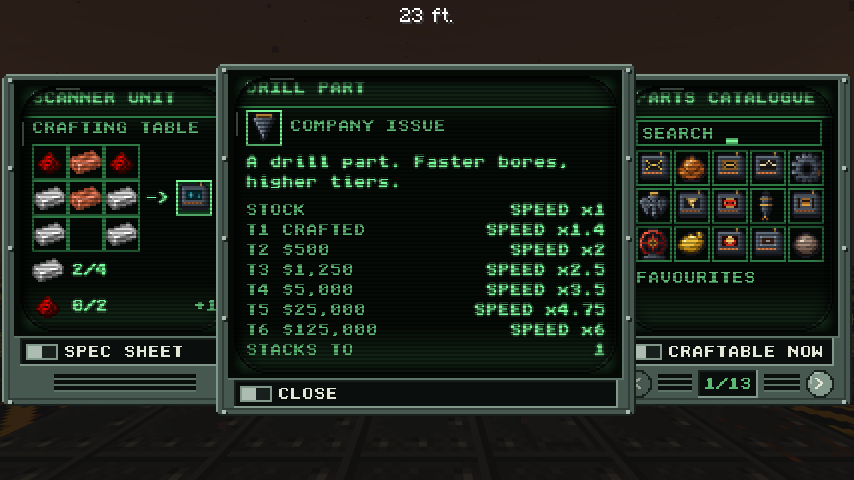 23 ft.
SCANNER UNIT
CRAFTING TABLE
2/4
0/2
+1
SPEC SHEET
DRILL PART
COMPANY ISSUE
A drill part. Faster bores,
higher tiers.
STOCK SPEED x1
T1 CRAFTED SPEED x1.4
T2 $500 SPEED x2
T3 $1,250 SPEED x2.5
T4 $5,000 SPEED x3.5
T5 $25,000 SPEED x4.75
T6 $125,000 SPEED x6
STACKS TO 1
CLOSE
PARTS CATALOGUE
SEARCH
FAVOURITES
CRAFTABLE NOW
1/13